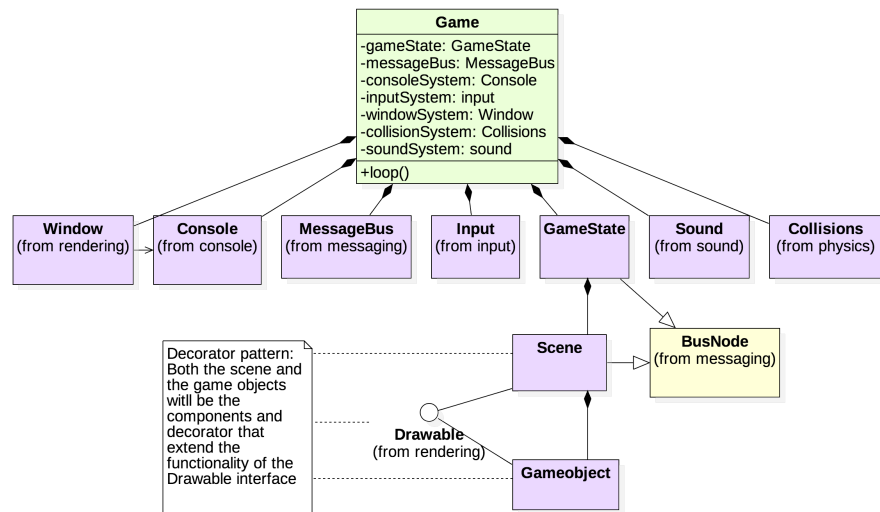 Game
-gameState: GameState
-messageBus: MessageBus
-consoleSystem: Console
-inputSystem: input
-windowSystem: Window
-collisionSystem: Collisions
-soundSystem: sound
+loop()
Window
(from rendering)
Console
(from console)
MessageBus
(from messaging)
Input
(from input)
GameState
Sound
(from sound)
Collisions
(from physics)
Scene
BusNode
(from messaging)
Decorator pattern:
Both the scene and
the game objects
witll be the
components and
decorator that
extend the
functionality of the
Drawable interface
Drawable
(from rendering)
Gameobject